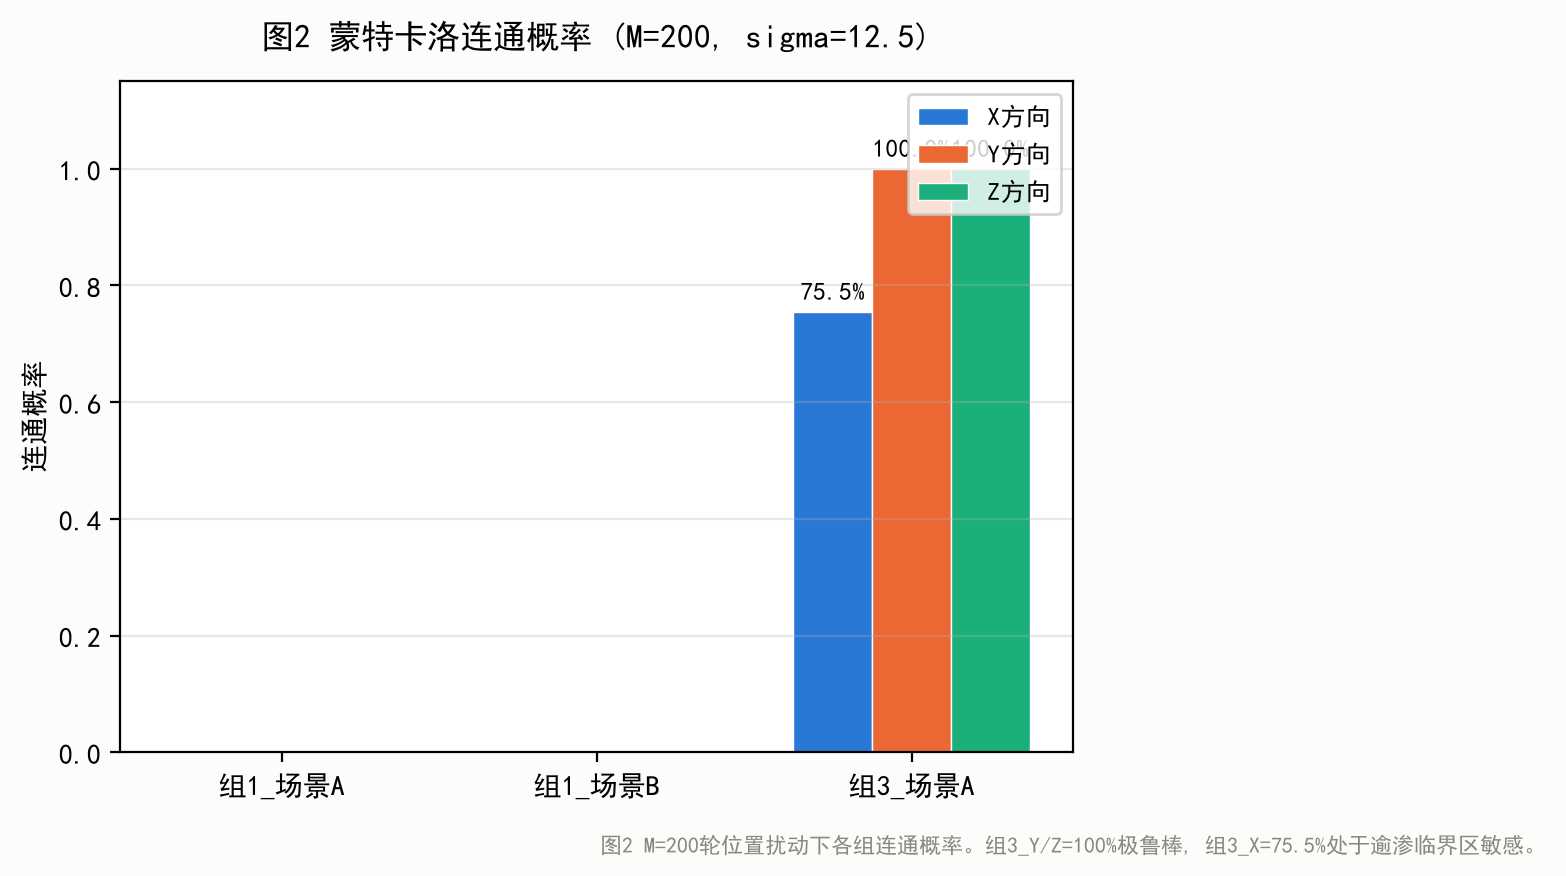 图2 蒙特卡洛连通概率 (M=200, sigma=12.5)
X方向
Y方向
Z方向
100.0%
100.0%
75.5%
1.0
0.8
0.6
0.4
0.2
0.0
连通概率
组1_场景A
组1_场景B
组3_场景A
图2 M=200轮位置扰动下各组连通概率。组3_Y/Z=100%极鲁棒, 组3_X=75.5%处于逾渗临界区敏感。